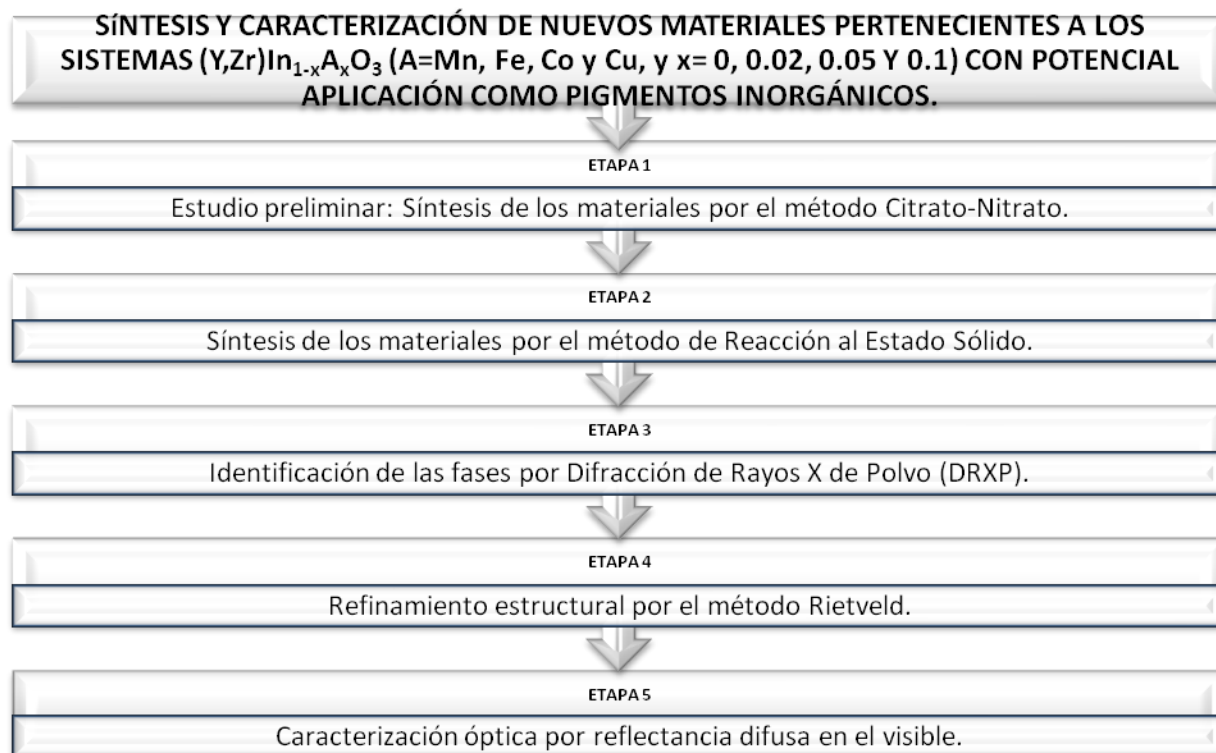 SíNTESIS Y CARACTERIZACIÓN DE NUEVOS MATERIALES PERTENECIENTES A LOS
SISTEMAS (Y,Zr)In₁₋ₓAₓO₃ (A=Mn, Fe, Co y Cu, y x= 0, 0.02, 0.05 Y 0.1) CON POTENCIAL
APLICACIÓN COMO PIGMENTOS INORGÁNICOS.
ETAPA 1
Estudio preliminar: Síntesis de los materiales por el método Citrato-Nitrato.
ETAPA 2
Síntesis de los materiales por el método de Reacción al Estado Sólido.
ETAPA 3
Identificación de las fases por Difracción de Rayos X de Polvo (DRXP).
ETAPA 4
Refinamiento estructural por el método Rietveld.
ETAPA 5
Caracterización óptica por reflectancia difusa en el visible.